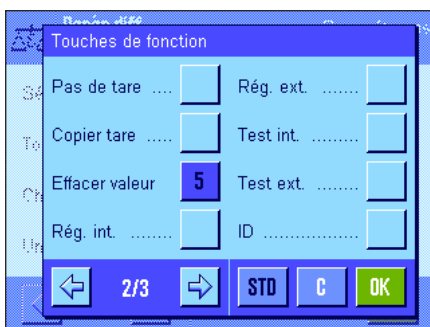 Touches de fonction
Pas de tare .... Rég. ext. .......
Copier tare ..... Test int. .........
Effacer valeur 5 Test ext. ........
Rég. int. ........ ID .................
2/3 STD C OK